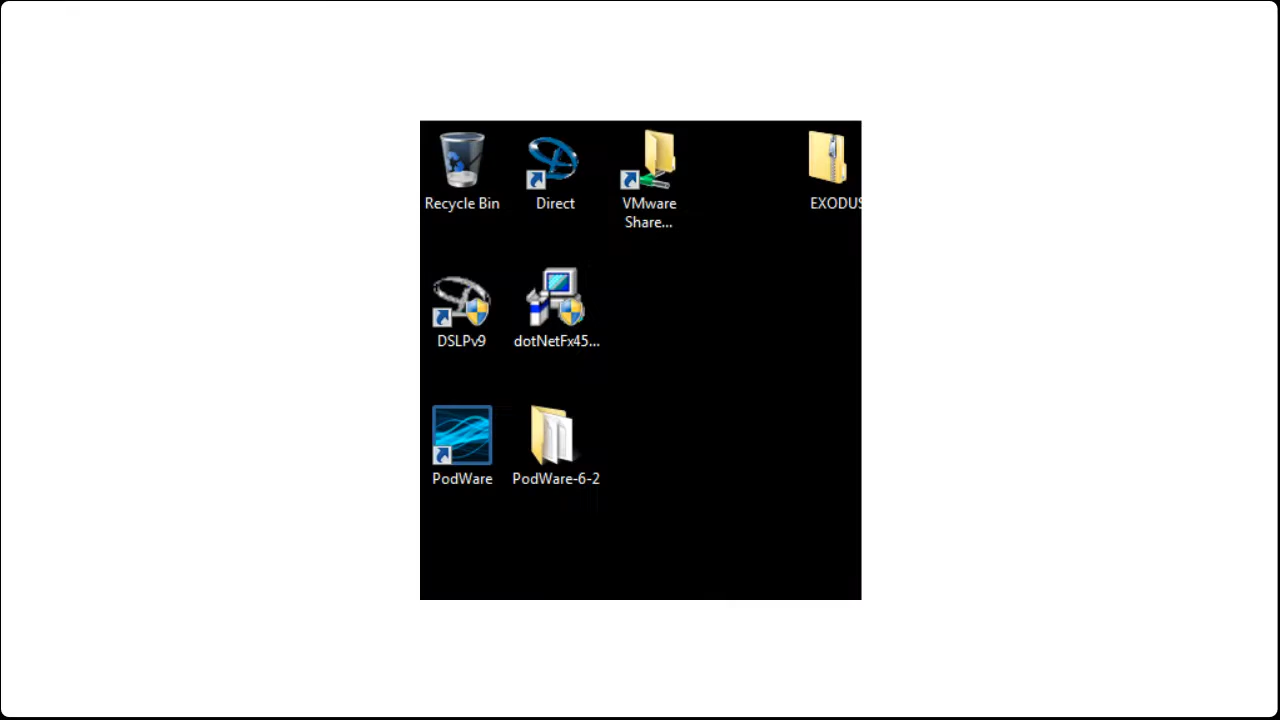 Recycle Bin
Direct
VMware
Share...
EXODUS
DSLPv9
dotNetFx45...
PodWare
PodWare-6-2